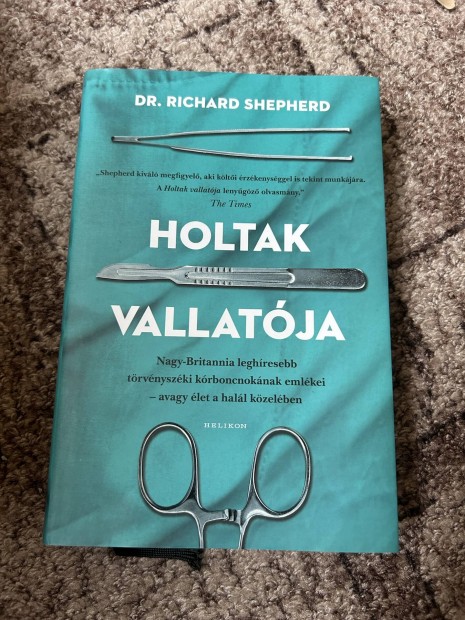 DR. RICHARD SHEPHERD
„Shepherd kiváló megfigyelő, aki költői érzékenységgel is tekint munkájára.
A Holtak vallatója lenyűgöző olvasmány."
The Times
HOLTAK
VALLATÓJA
Nagy-Britannia leghíresebb
törvényszéki kórboncnokának emlékei
– avagy élet a halál közelében
HELIKON